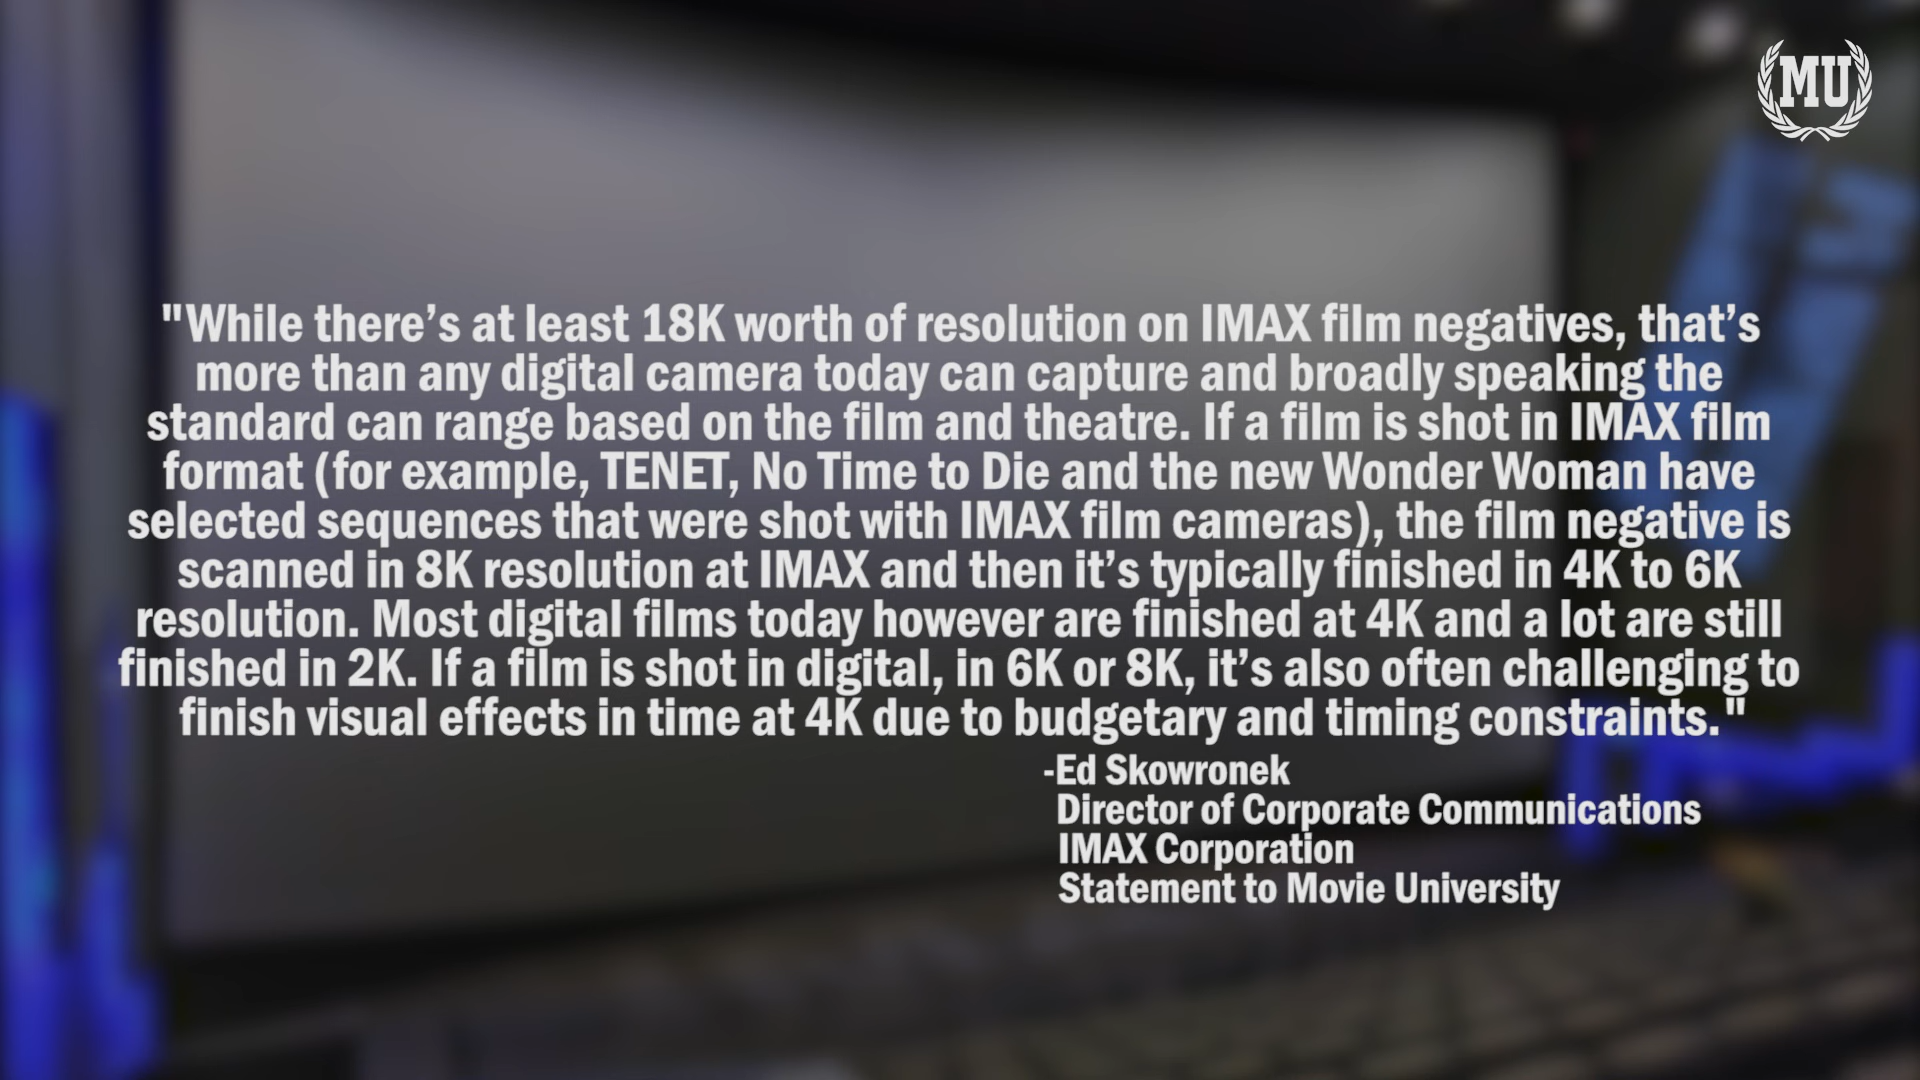 MU
"While there’s at least 18K worth of resolution on IMAX film negatives, that’s
more than any digital camera today can capture and broadly speaking the
standard can range based on the film and theatre. If a film is shot in IMAX film
format (for example, TENET, No Time to Die and the new Wonder Woman have
selected sequences that were shot with IMAX film cameras), the film negative is
scanned in 8K resolution at IMAX and then it’s typically finished in 4K to 6K
resolution. Most digital films today however are finished at 4K and a lot are still
finished in 2K. If a film is shot in digital, in 6K or 8K, it’s also often challenging to
finish visual effects in time at 4K due to budgetary and timing constraints."
-Ed Skowronek
Director of Corporate Communications
IMAX Corporation
Statement to Movie University